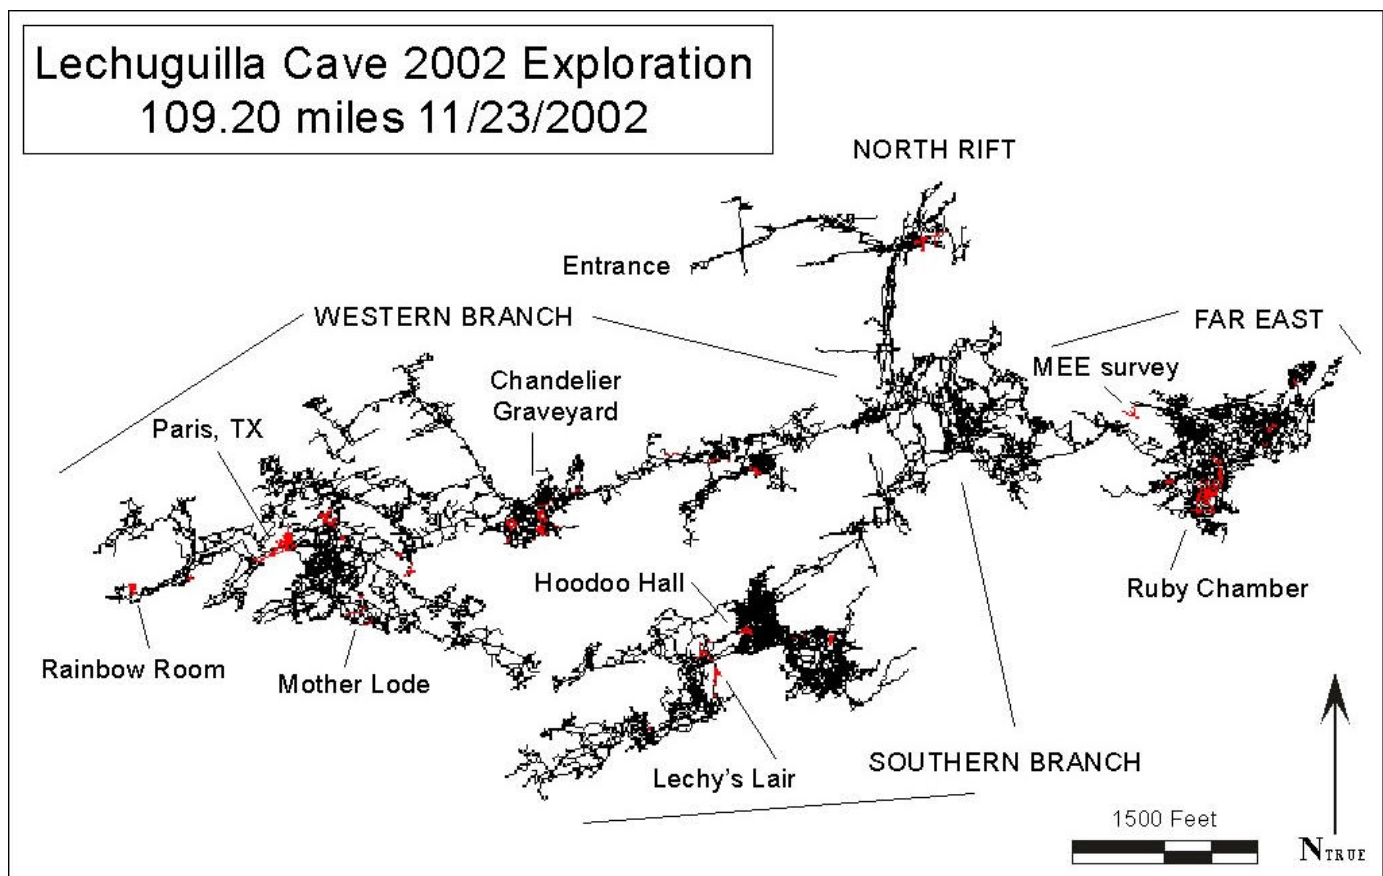 Lechuguilla Cave 2002 Exploration
109.20 miles 11/23/2002
NORTH RIFT
Entrance
WESTERN BRANCH
FAR EAST
MEE survey
Chandelier
Graveyard
Paris, TX
Hoodoo Hall
Ruby Chamber
Rainbow Room
Mother Lode
Lechy's Lair
SOUTHERN BRANCH
1500 Feet
N TRUE